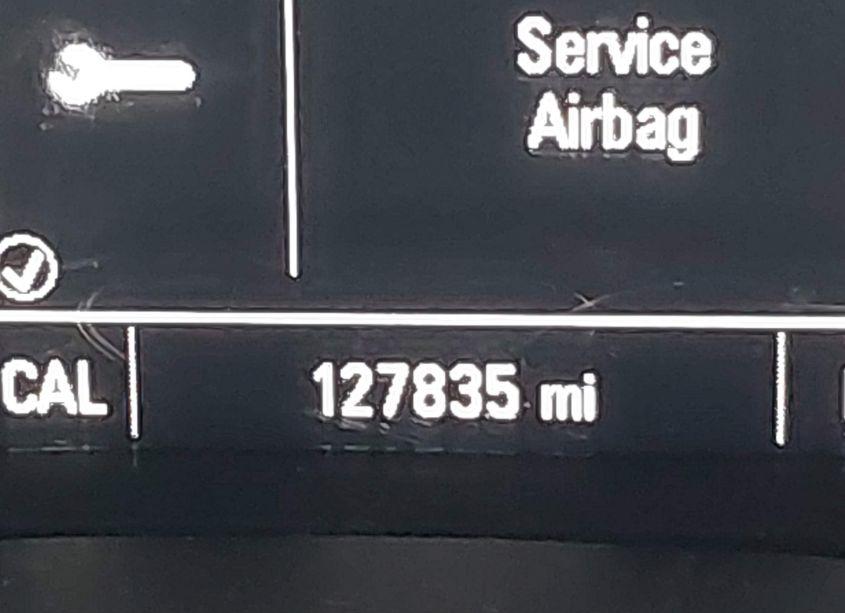 Service
Airbag
CAL
127835 mi